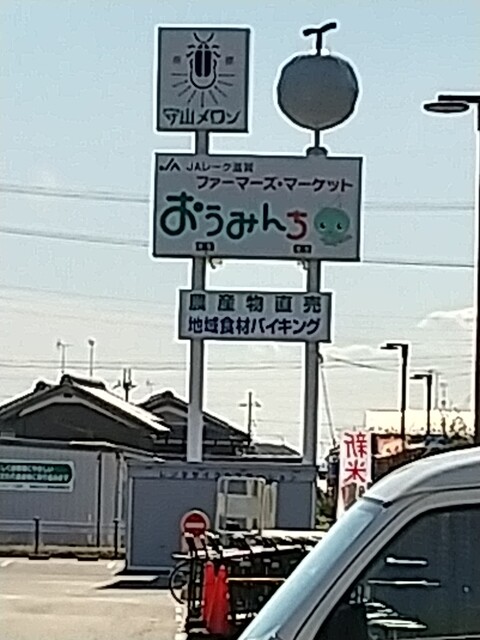 守山メロン
JAレーク滋賀
ファーマーズ・マーケット
おうみんち
農産物直売
地域食材バイキング
新米